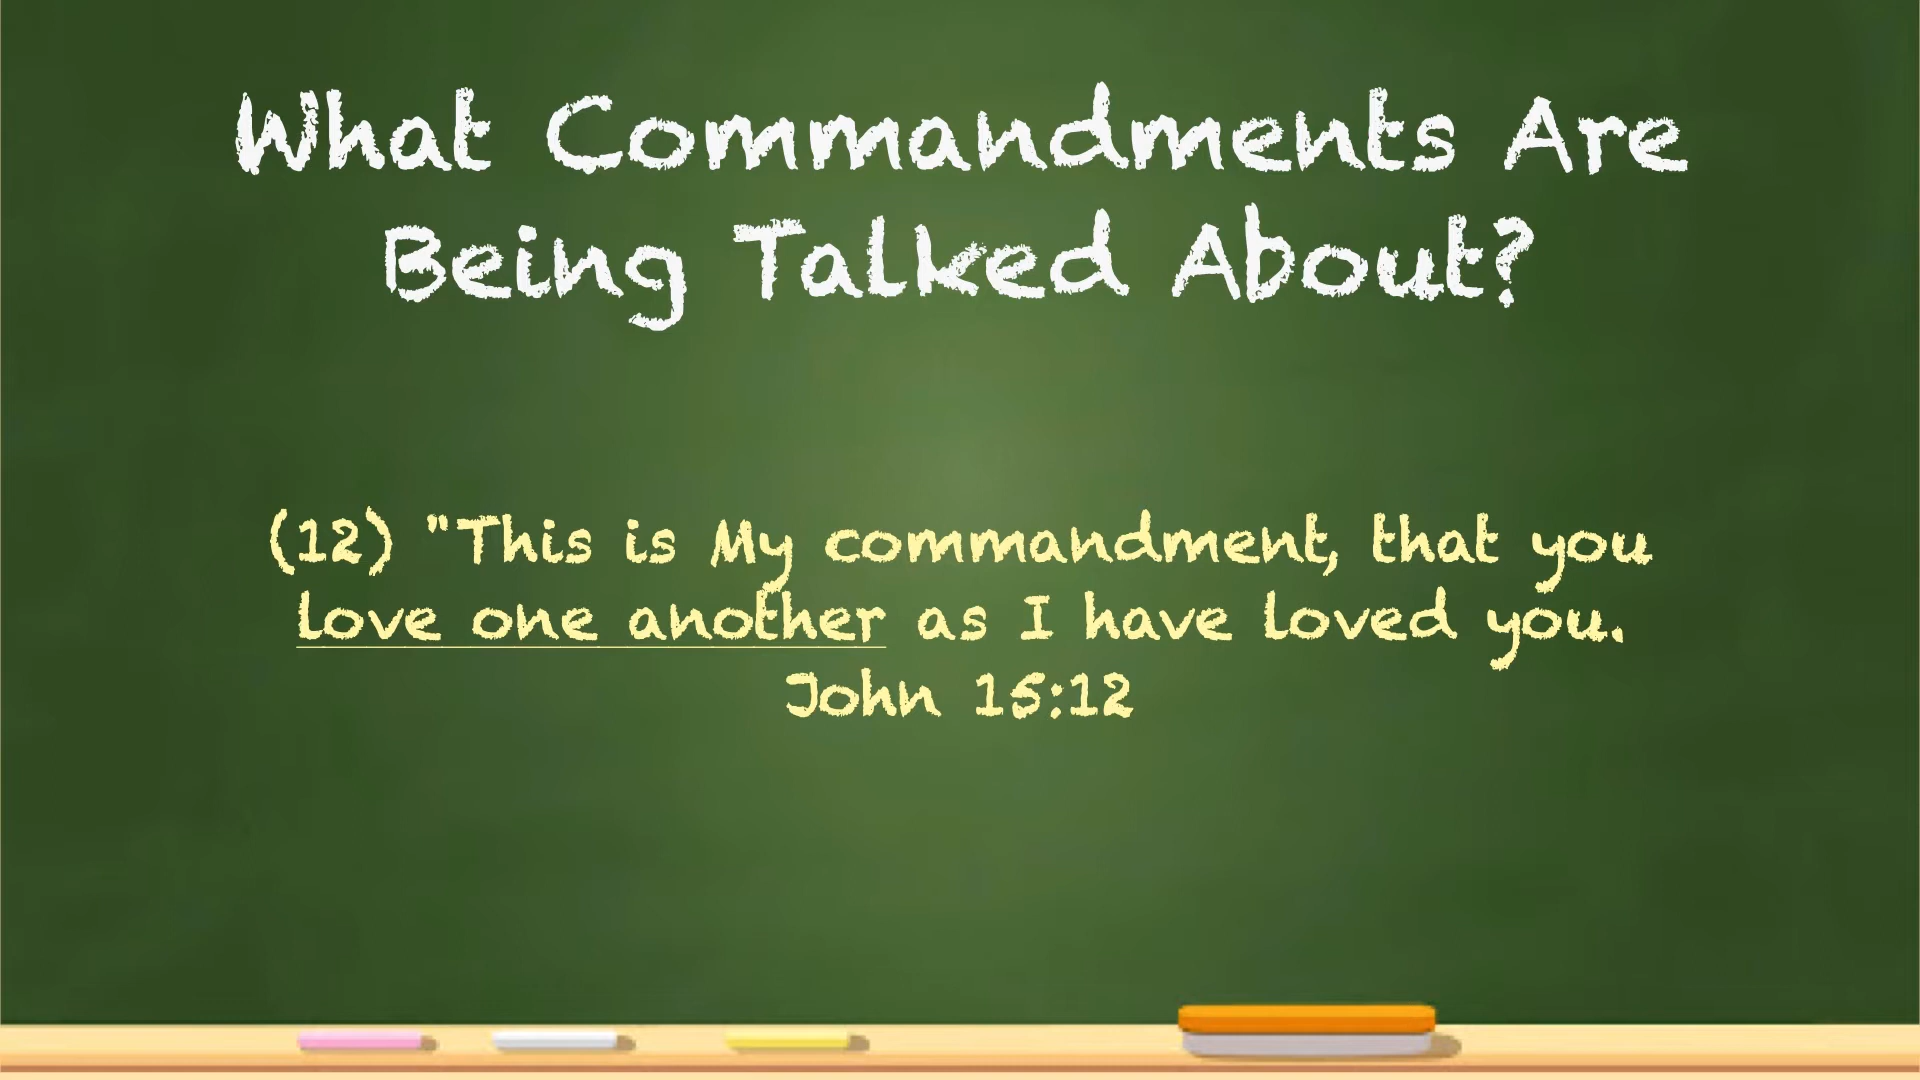 What Commandments Are
Being Talked About?
(12) "This is My commandment, that you
love one another as I have loved you.
John 15:12